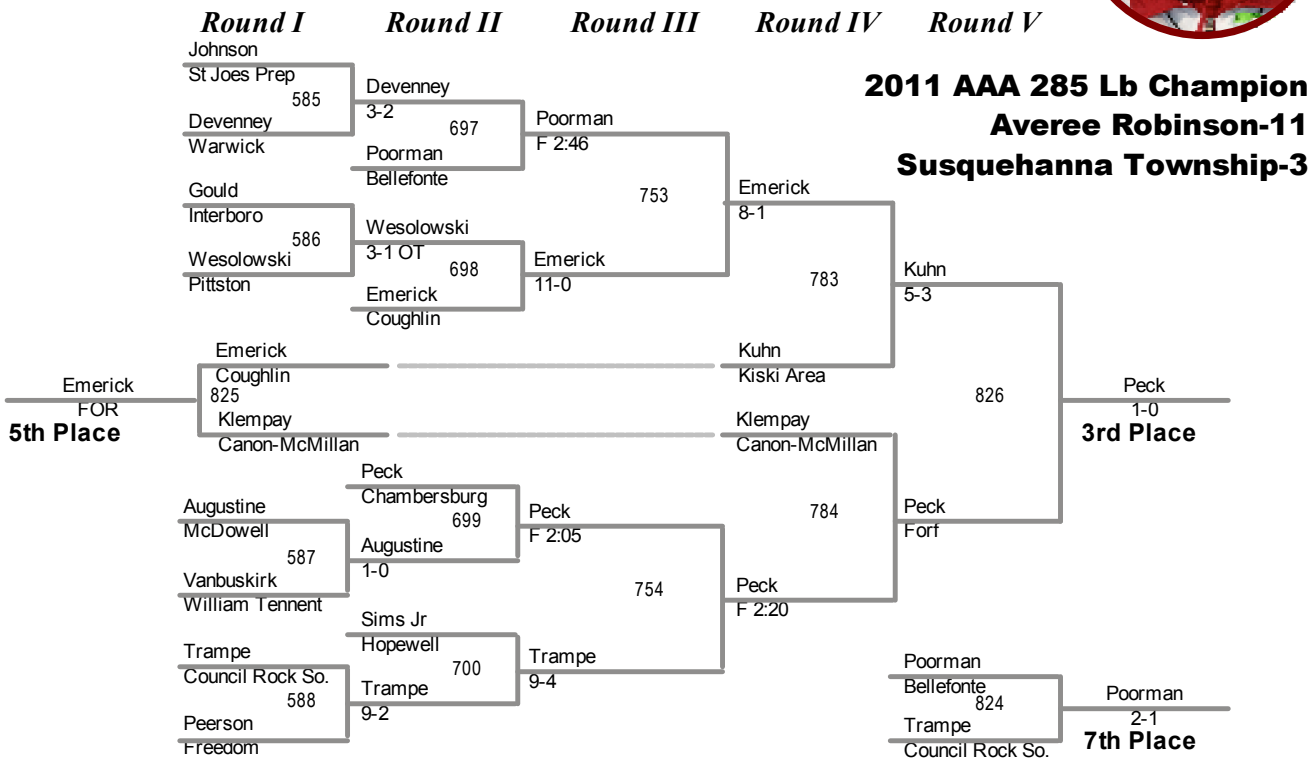 Round I Round II Round III Round IV Round V
2011 AAA 285 Lb Champion
Averee Robinson-11
Susquehanna Township-3
Johnson
St Joes Prep
585
Devenney
Warwick
Devenney
3-2
697
Poorman
Bellefonte
Poorman
F 2:46
Gould
Interboro
586
Wesolowski
Pittston
Wesolowski
3-1 OT
698
Emerick
Coughlin
Emerick
11-0
753
Emerick
8-1
783
Kuhn
Kiski Area
Kuhn
5-3
Emerick
Coughlin
825
Klempay
Canon-McMillan
Emerick
FOR
5th Place
Klempay
Canon-McMillan
784
Peck
Forf
826
Peck
1-0
3rd Place
Peck
Chambersburg
699
Augustine
McDowell
587
Vanbuskirk
William Tennent
Augustine
1-0
Peck
F 2:05
754
Peck
F 2:20
Sims Jr
Hopewell
700
Trampe
Council Rock So.
588
Peerson
Freedom
Trampe
9-2
Trampe
9-4
Poorman
Bellefonte
824
Trampe
Council Rock So.
Poorman
2-1
7th Place